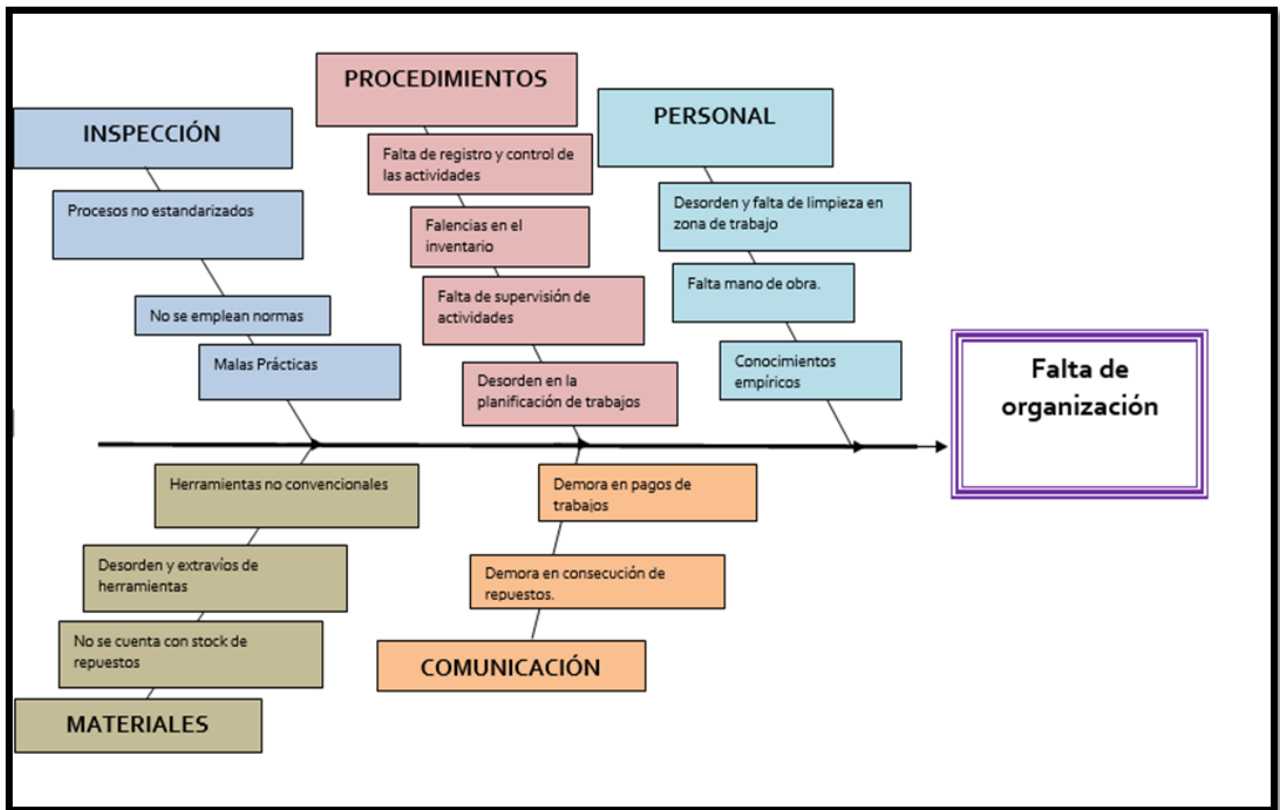 INSPECCIÓN
Procesos no estandarizados
No se emplean normas
Malas Prácticas
PROCEDIMIENTOS
Falta de registro y control de
las actividades
Falencias en el
inventario
Falta de supervisión de
actividades
Desorden en la
planificación de trabajos
PERSONAL
Desorden y falta de limpieza en
zona de trabajo
Falta mano de obra.
Conocimientos
empíricos
Falta de
organización
Herramientas no convencionales
Desorden y extravíos de
herramientas
No se cuenta con stock de
repuestos
MATERIALES
Demora en pagos de
trabajos
Demora en consecución de
repuestos.
COMUNICACIÓN